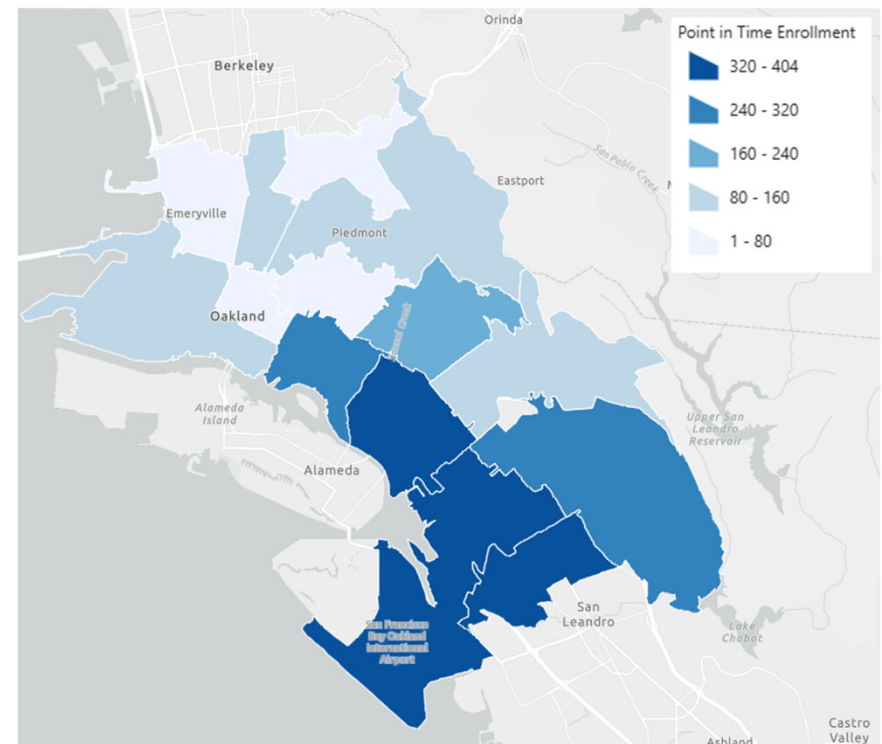 Orinda
Point in Time Enrollment
320 - 404
240 - 320
160 - 240
80 - 160
1 - 80
Berkeley
San Pablo Creek
Eastport
Emeryville
Piedmont
Oakland
Creek
Alameda
Island
Upper San
Leandro
Reservoir
Alameda
San
Leandro
San Francisco
Bay Oakland
International
Airport
Lake
Chabot
Castro
Valley
Ashland